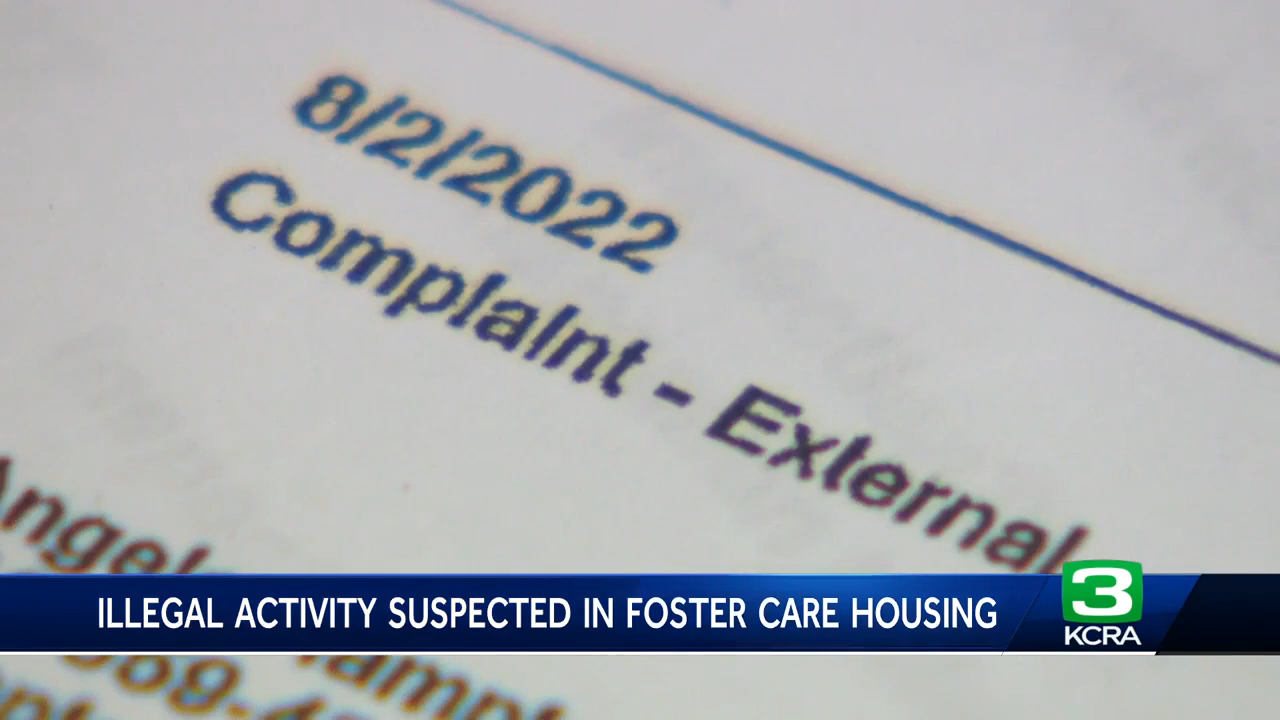 8/2/2022
Complaint - External
ILLEGAL ACTIVITY SUSPECTED IN FOSTER CARE HOUSING
3
KCRA